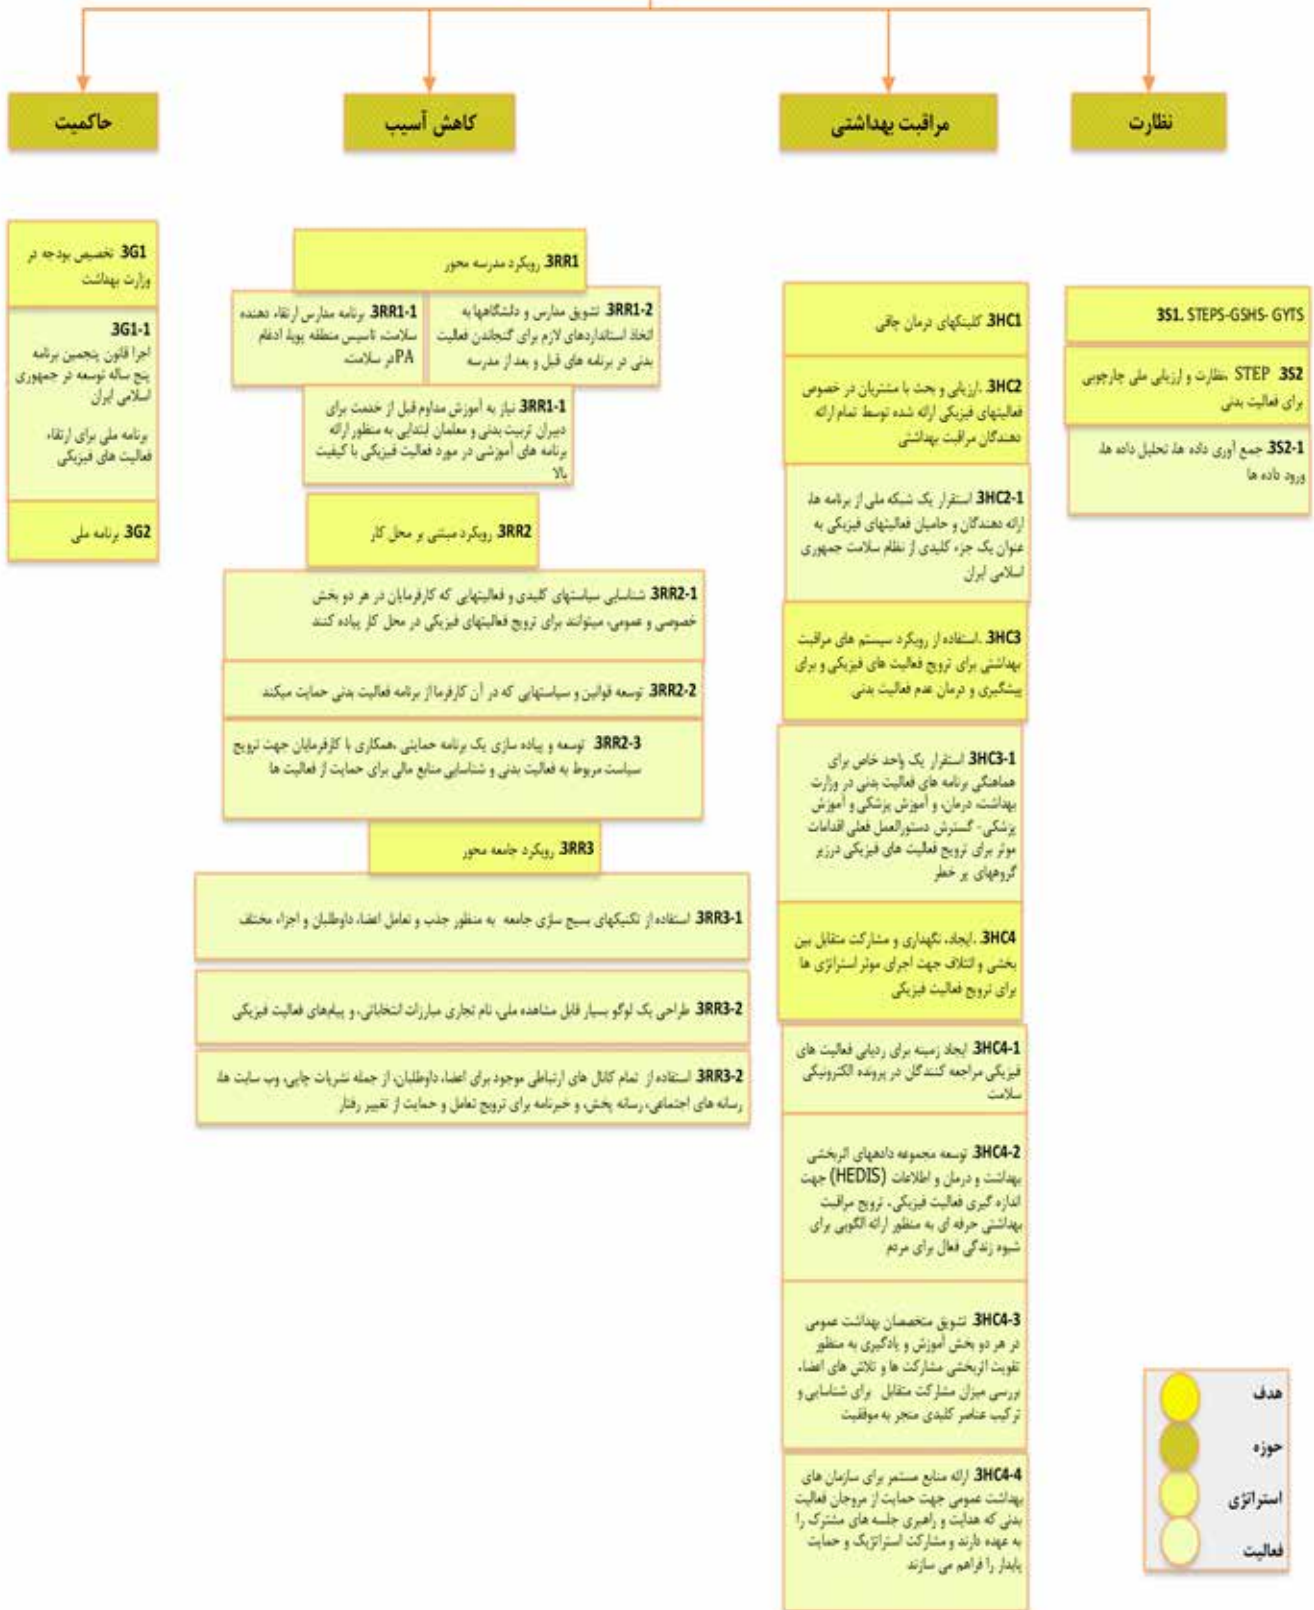 نظارت
مراقبت بهداشتی
کاهش آسیب
حاکمیت
3S1. STEPS-GSHS- GYTS
3S2. STEP .نظارت و ارزیابی ملی چارچوبی
برای فعالیت بدنی
3S2-1. جمع آوری داده ها، تحلیل داده ها،
ورود داده ها
3HC1. کلینکهای درمان چاقی
3HC2. .ارزیابی و بحث با مشتریان در خصوص
فعالیتهای فیزیکی ارائه شده توسط تمام ارائه
دهندگان مراقبت بهداشتی
3HC2-1. استقرار یک شبکه ملی از برنامه ها،
ارائه دهندگان و حامیان فعالیتهای فیزیکی به
عنوان یک جزء کلیدی از نظام سلامت جمهوری
اسلامی ایران
3HC3. .استفاده از رویکرد سیستم های مراقبت
بهداشتی برای ترویج فعالیت های فیزیکی و برای
پیشگیری و درمان عدم فعالیت بدنی
3HC3-1. استقرار یک واحد خاص برای
هماهنگی برنامه های فعالیت بدنی در وزارت
بهداشت، درمان، و آموزش پزشکی و آموزش
پزشکی- گسترش دستورالعمل فعلی اقدامات
موثر برای ترویج فعالیت های فیزیکی درزیر
گروههای پر خطر
3HC4. .ایجاد، نگهداری و مشارکت متقابل بین
بخشی و ائتلاف جهت اجرای موثر استراتژی ها
برای ترویج فعالیت فیزیکی
3HC4-1. ایجاد زمینه برای ردیابی فعالیت های
فیزیکی مراجعه کنندگان در پرونده الکترونیکی
سلامت
3HC4-2. توسعه مجموعه دادههای اثربخشی
بهداشت و درمان و اطلاعات (HEDIS) جهت
اندازه گیری فعالیت فیزیکی، ترویج مراقبت
بهداشتی حرفه ای به منظور ارائه الگویی برای
شیوه زندگی فعال برای مردم
3HC4-3. تشویق متخصصان بهداشت عمومی
در هر دو بخش آموزش و یادگیری به منظور
تقویت اثربخشی مشارکت ها و تلاش های اعضا،
بررسی میزان مشارکت متقابل برای شناسایی و
ترکیب عناصر کلیدی منجر به موفقیت
3HC4-4. ارائه منابع مستمر برای سازمان های
بهداشت عمومی جهت حمایت از مروجان فعالیت
بدنی که هدایت و راهبری جلسه های مشترک را
به عهده دارند و مشارکت استراتژیک و حمایت
پایدار را فراهم می سازند
3RR1. رویکرد مدرسه محور
3RR1-2. تشویق مدارس و دانشگاهها به
اتخاذ استانداردهای لازم برای گنجاندن فعالیت
بدنی در برنامه های قبل و بعد از مدرسه
3RR1-1. برنامه مدارس ارتقاء دهنده
سلامت، تاسیس منطقه پویا، ادغام
PAدر سلامت،
3RR1-1. نیاز به آموزش مداوم قبل از خدمت برای
دبیران تربیت بدنی و معلمان ابتدایی به منظور ارائه
برنامه های آموزشی در مورد فعالیت فیزیکی با کیفیت
بالا
3RR2. رویکرد مبتنی بر محل کار
3RR2-1. شناسایی سیاستهای کلیدی و فعالیتهایی که کارفرمایان در هر دو بخش
خصوصی و عمومی، میتوانند برای ترویج فعالیتهای فیزیکی در محل کار پیاده کنند
3RR2-2. توسعه قوانین و سیاستهایی که در آن کارفرما از برنامه فعالیت بدنی حمایت میکند
3RR2-3. توسعه و پیاده سازی یک برنامه حمایتی ،همکاری با کارفرمایان جهت ترویج
سیاست مربوط به فعالیت بدنی و شناسایی منابع مالی برای حمایت از فعالیت ها
3RR3. رویکرد جامعه محور
3RR3-1. استفاده از تکنیکهای بسیج سازی جامعه به منظور جذب و تعامل اعضا، داوطلبان و اجزاء مختلف
3RR3-2. طراحی یک لوگو بسیار قابل مشاهده ملی، نام تجاری مبارزات انتخاباتی، و پیامهای فعالیت فیزیکی
3RR3-2. استفاده از تمام کانال های ارتباطی موجود برای اعضا، داوطلبان، از جمله نشریات چاپی، وب سایت ها،
رسانه های اجتماعی، رسانه پخش، و خبرنامه برای ترویج تعامل و حمایت از تغییر رفتار
3G1. تخصیص بودجه در
وزارت بهداشت
3G1-1.
اجرا قانون پنجمین برنامه
پنج ساله توسعه در جمهوری
اسلامی ایران
برنامه ملی برای ارتقاء
فعالیت های فیزیکی
3G2. برنامه ملی
هدف
حوزه
استراتژی
فعالیت